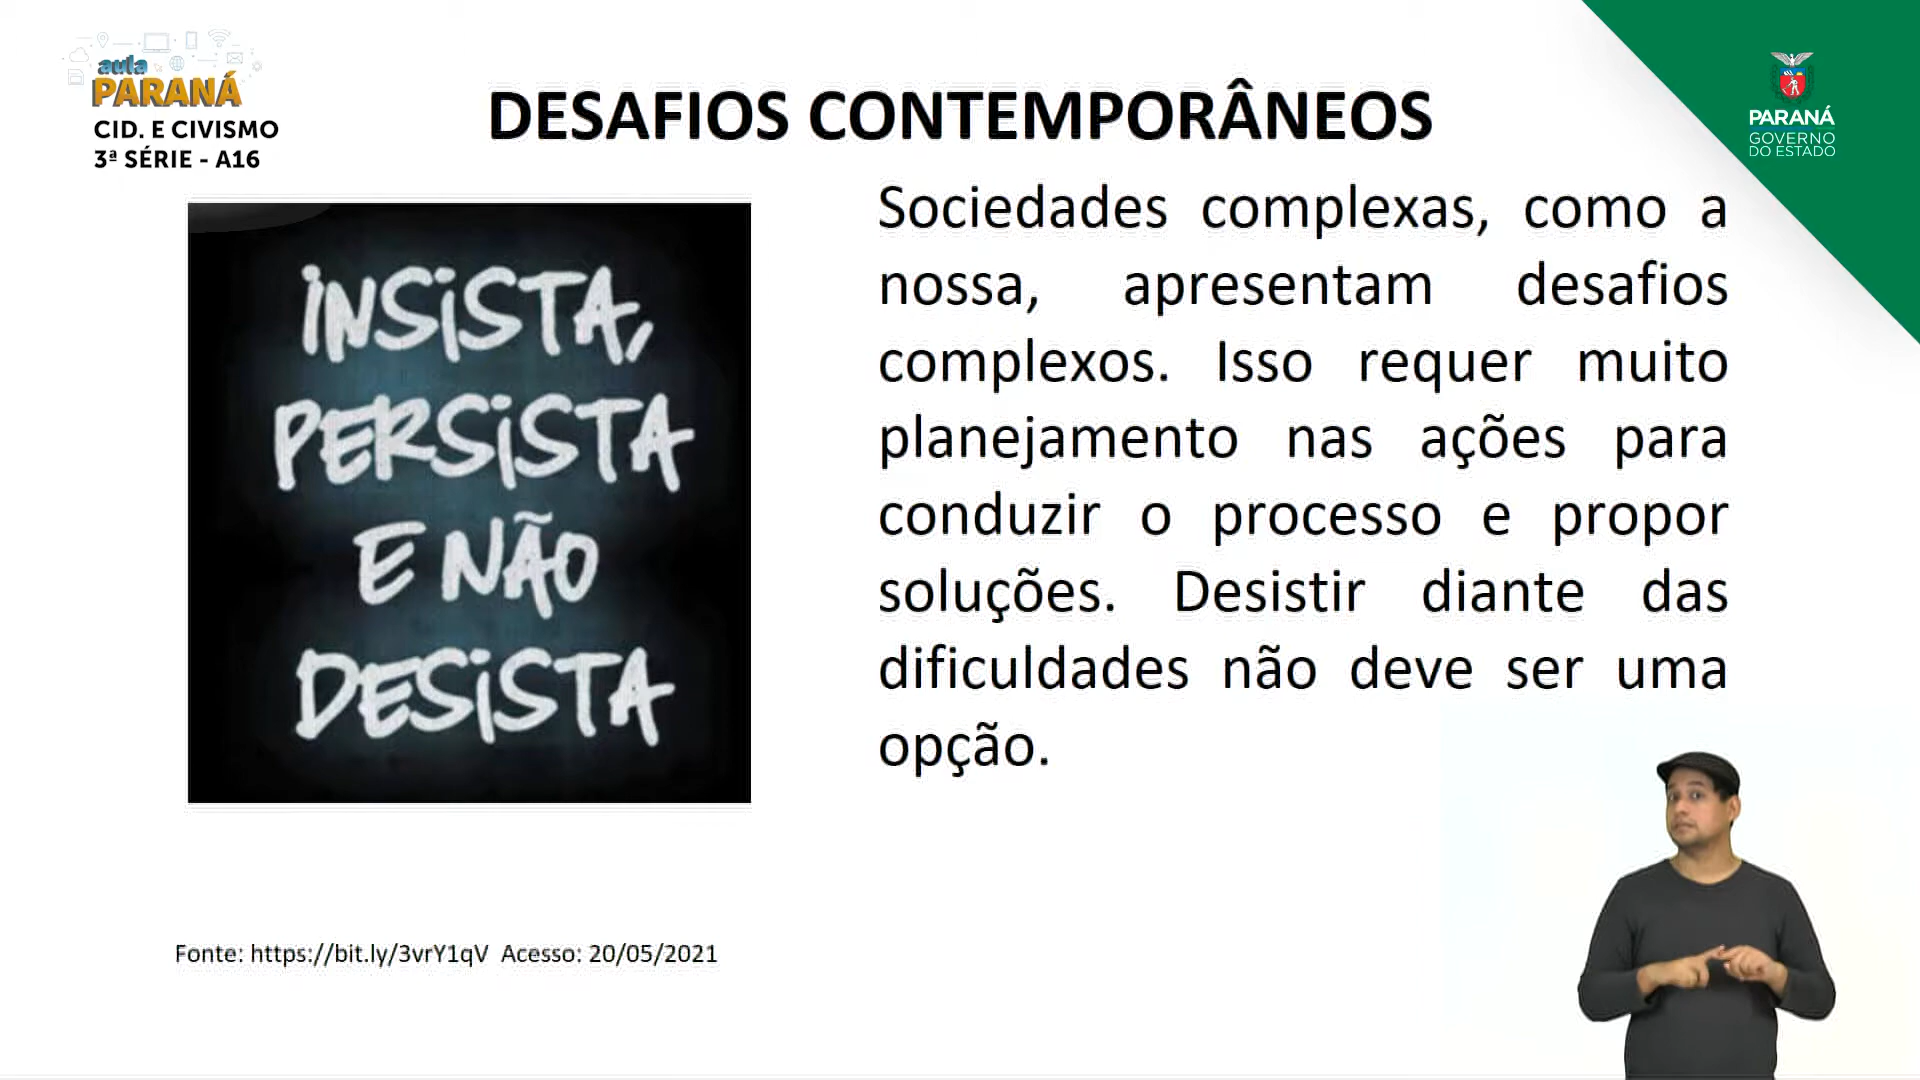 aula
PARANÁ
CID. E CIVISMO
3ª SÉRIE - A16
DESAFIOS CONTEMPORÂNEOS
PARANÁ
GOVERNO
DO ESTADO
INSISTA,
PERSISTA
E NÃO
DESISTA
Sociedades complexas, como a
nossa, apresentam desafios
complexos. Isso requer muito
planejamento nas ações para
conduzir o processo e propor
soluções. Desistir diante das
dificuldades não deve ser uma
opção.
Fonte: https://bit.ly/3vrY1qV Acesso: 20/05/2021